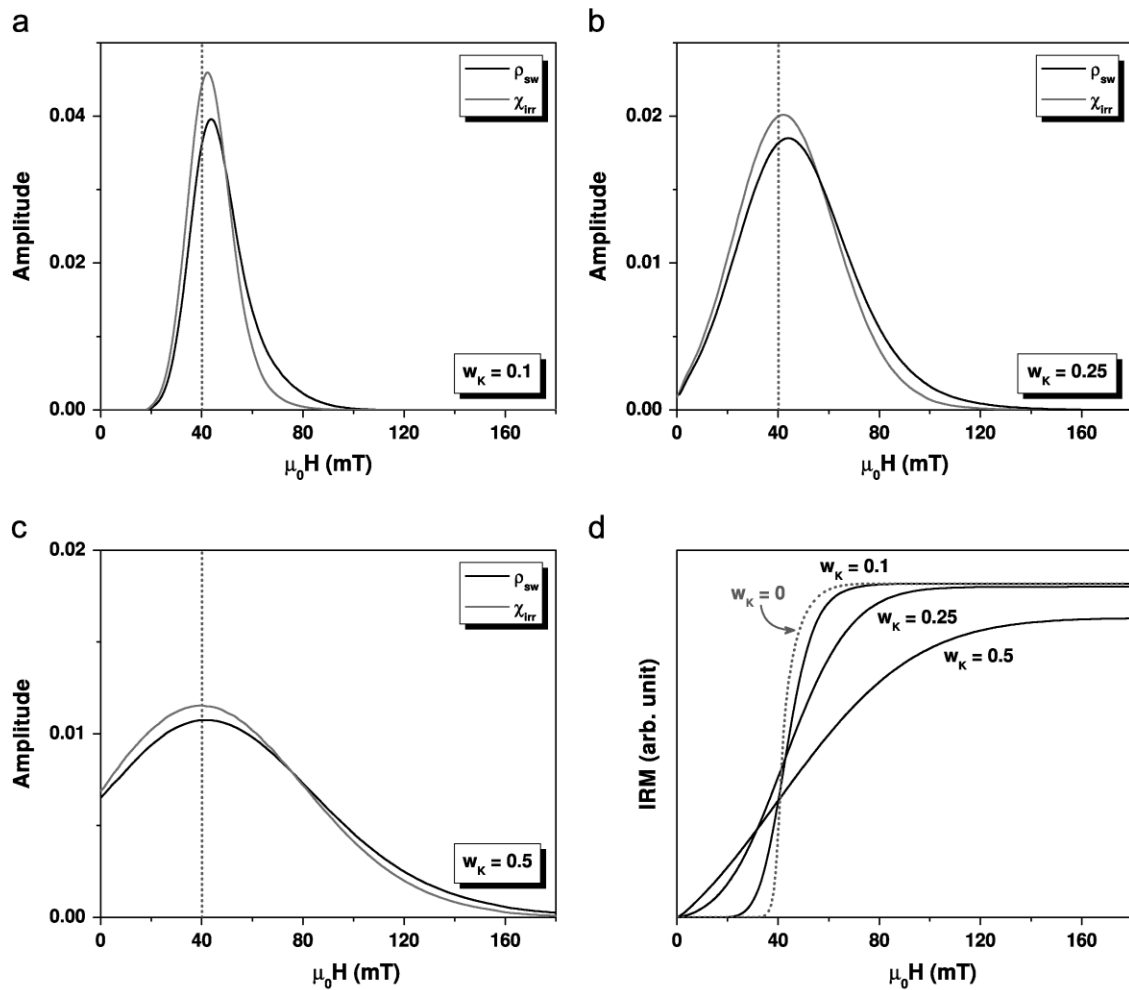 a
0.04
0.02
0.00
Amplitude
ρsw
χirr
wK = 0.1
0 40 80 120 160
μ0H (mT)
b
0.02
0.01
0.00
Amplitude
ρsw
χirr
wK = 0.25
0 40 80 120 160
μ0H (mT)
c
0.02
0.01
0.00
Amplitude
ρsw
χirr
wK = 0.5
0 40 80 120 160
μ0H (mT)
d
IRM (arb. unit)
wK = 0.1
wK = 0
wK = 0.25
wK = 0.5
0 40 80 120 160
μ0H (mT)